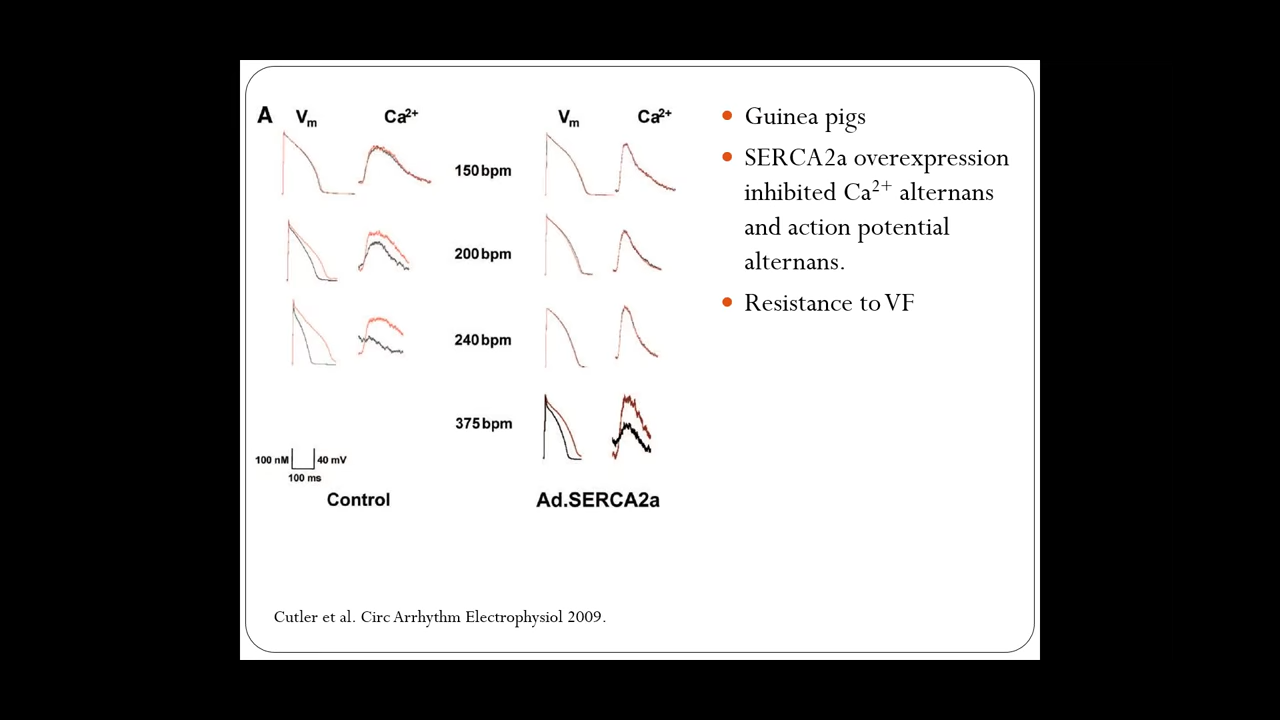 A V_m Ca²⁺ V_m Ca²⁺
150 bpm
200 bpm
240 bpm
375 bpm
100 nM 40 mV
100 ms
Control Ad.SERCA2a
Guinea pigs
SERCA2a overexpression
inhibited Ca²⁺ alternans
and action potential
alternans.
Resistance to VF
Cutler et al. Circ Arrhythm Electrophysiol 2009.